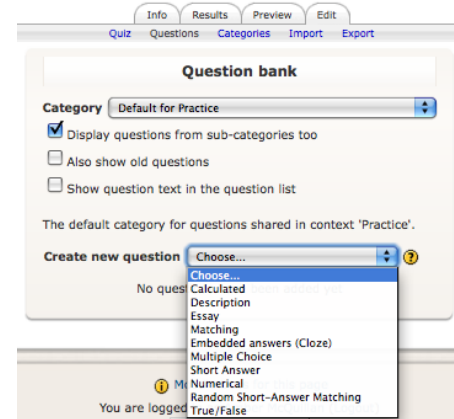 Info Results Preview Edit
Quiz Questions Categories Import Export
Question bank
Category Default for Practice
Display questions from sub-categories too
Also show old questions
Show question text in the question list
The default category for questions shared in context 'Practice'.
Create new question Choose...
Choose...
Calculated
No ques
Description
Essay
Matching
Embedded answers (Cloze)
Multiple Choice
Short Answer
Numerical
Random Short-Answer Matching
You are logged
True/False